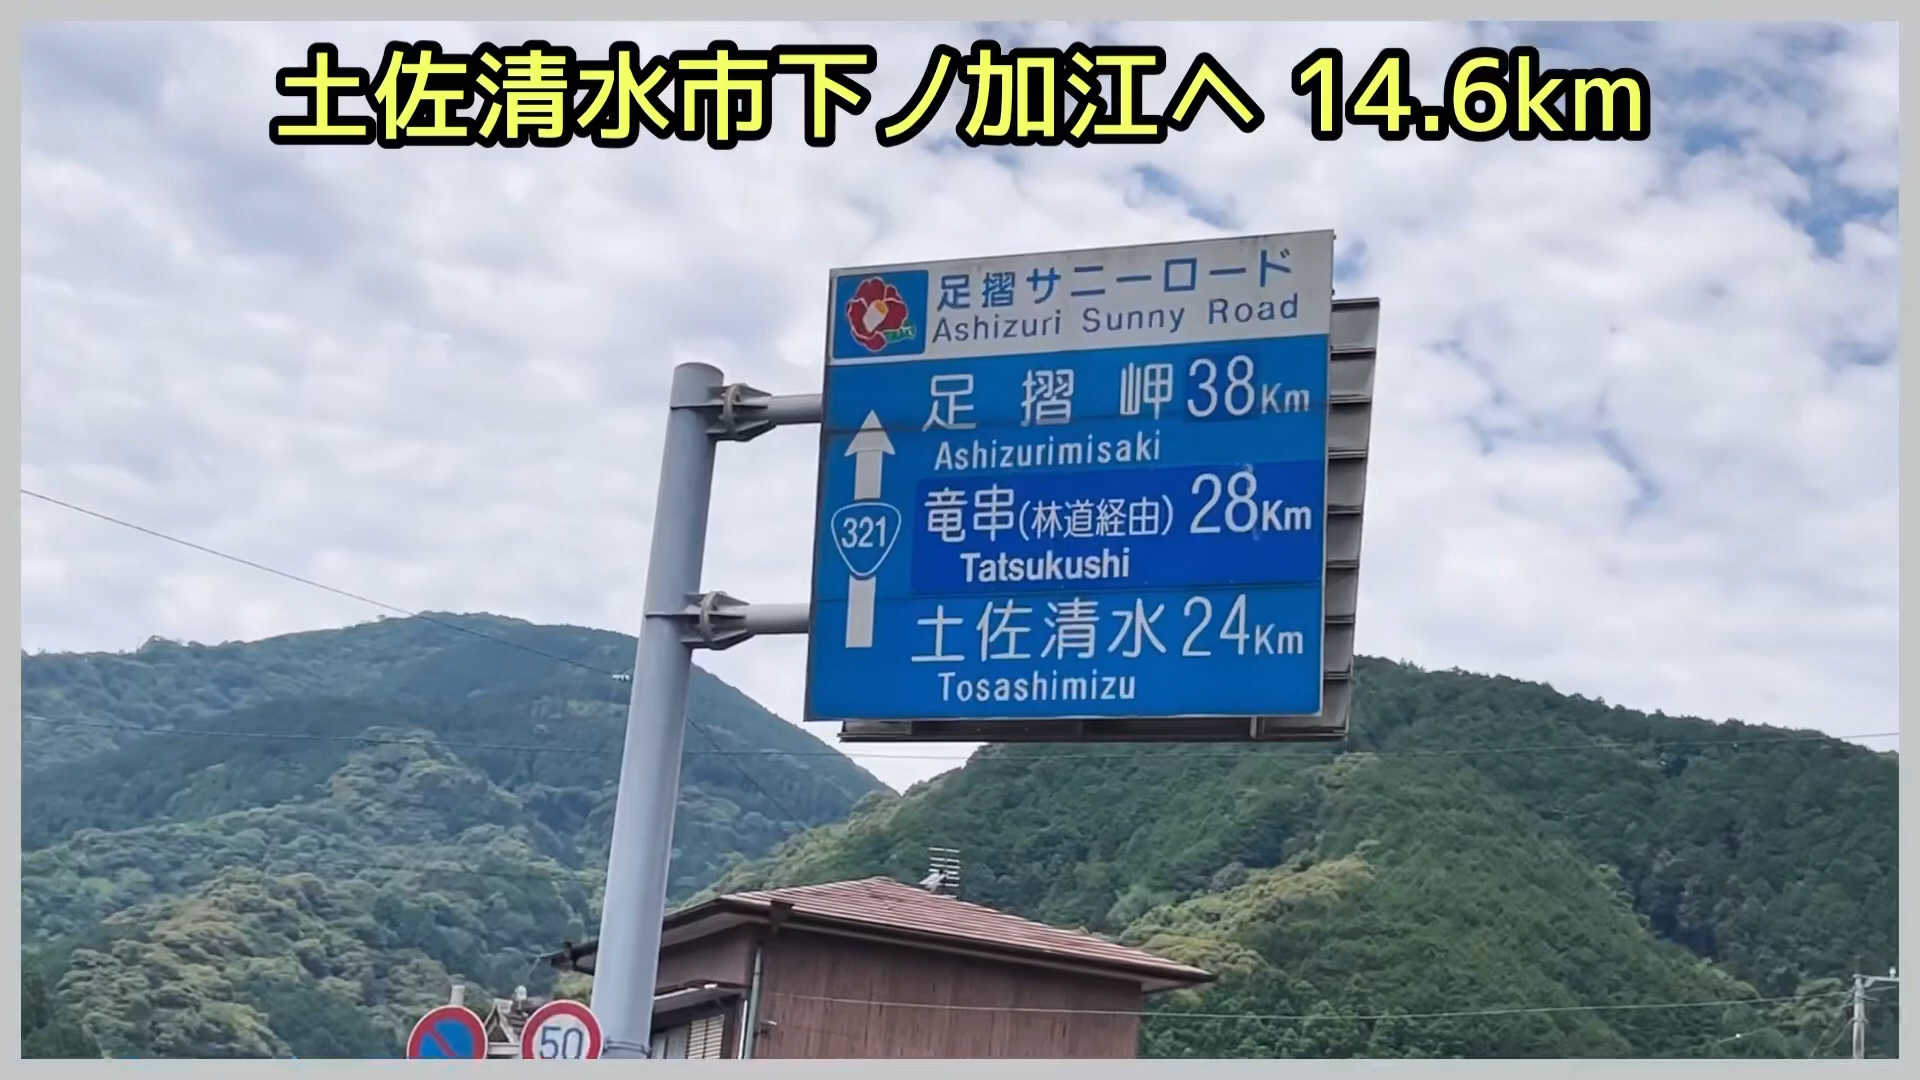 土佐清水市下ノ加江へ 14.6km
足摺サニーロード
Ashizuri Sunny Road
足摺岬 38Km
Ashizurimisaki
321
竜串(林道経由) 28Km
Tatsukushi
土佐清水 24Km
Tosashimizu
50